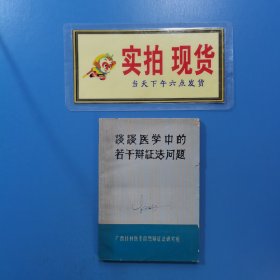 实拍 现货
当天下午六点发货
谈谈医学中的
若干辩証法问题